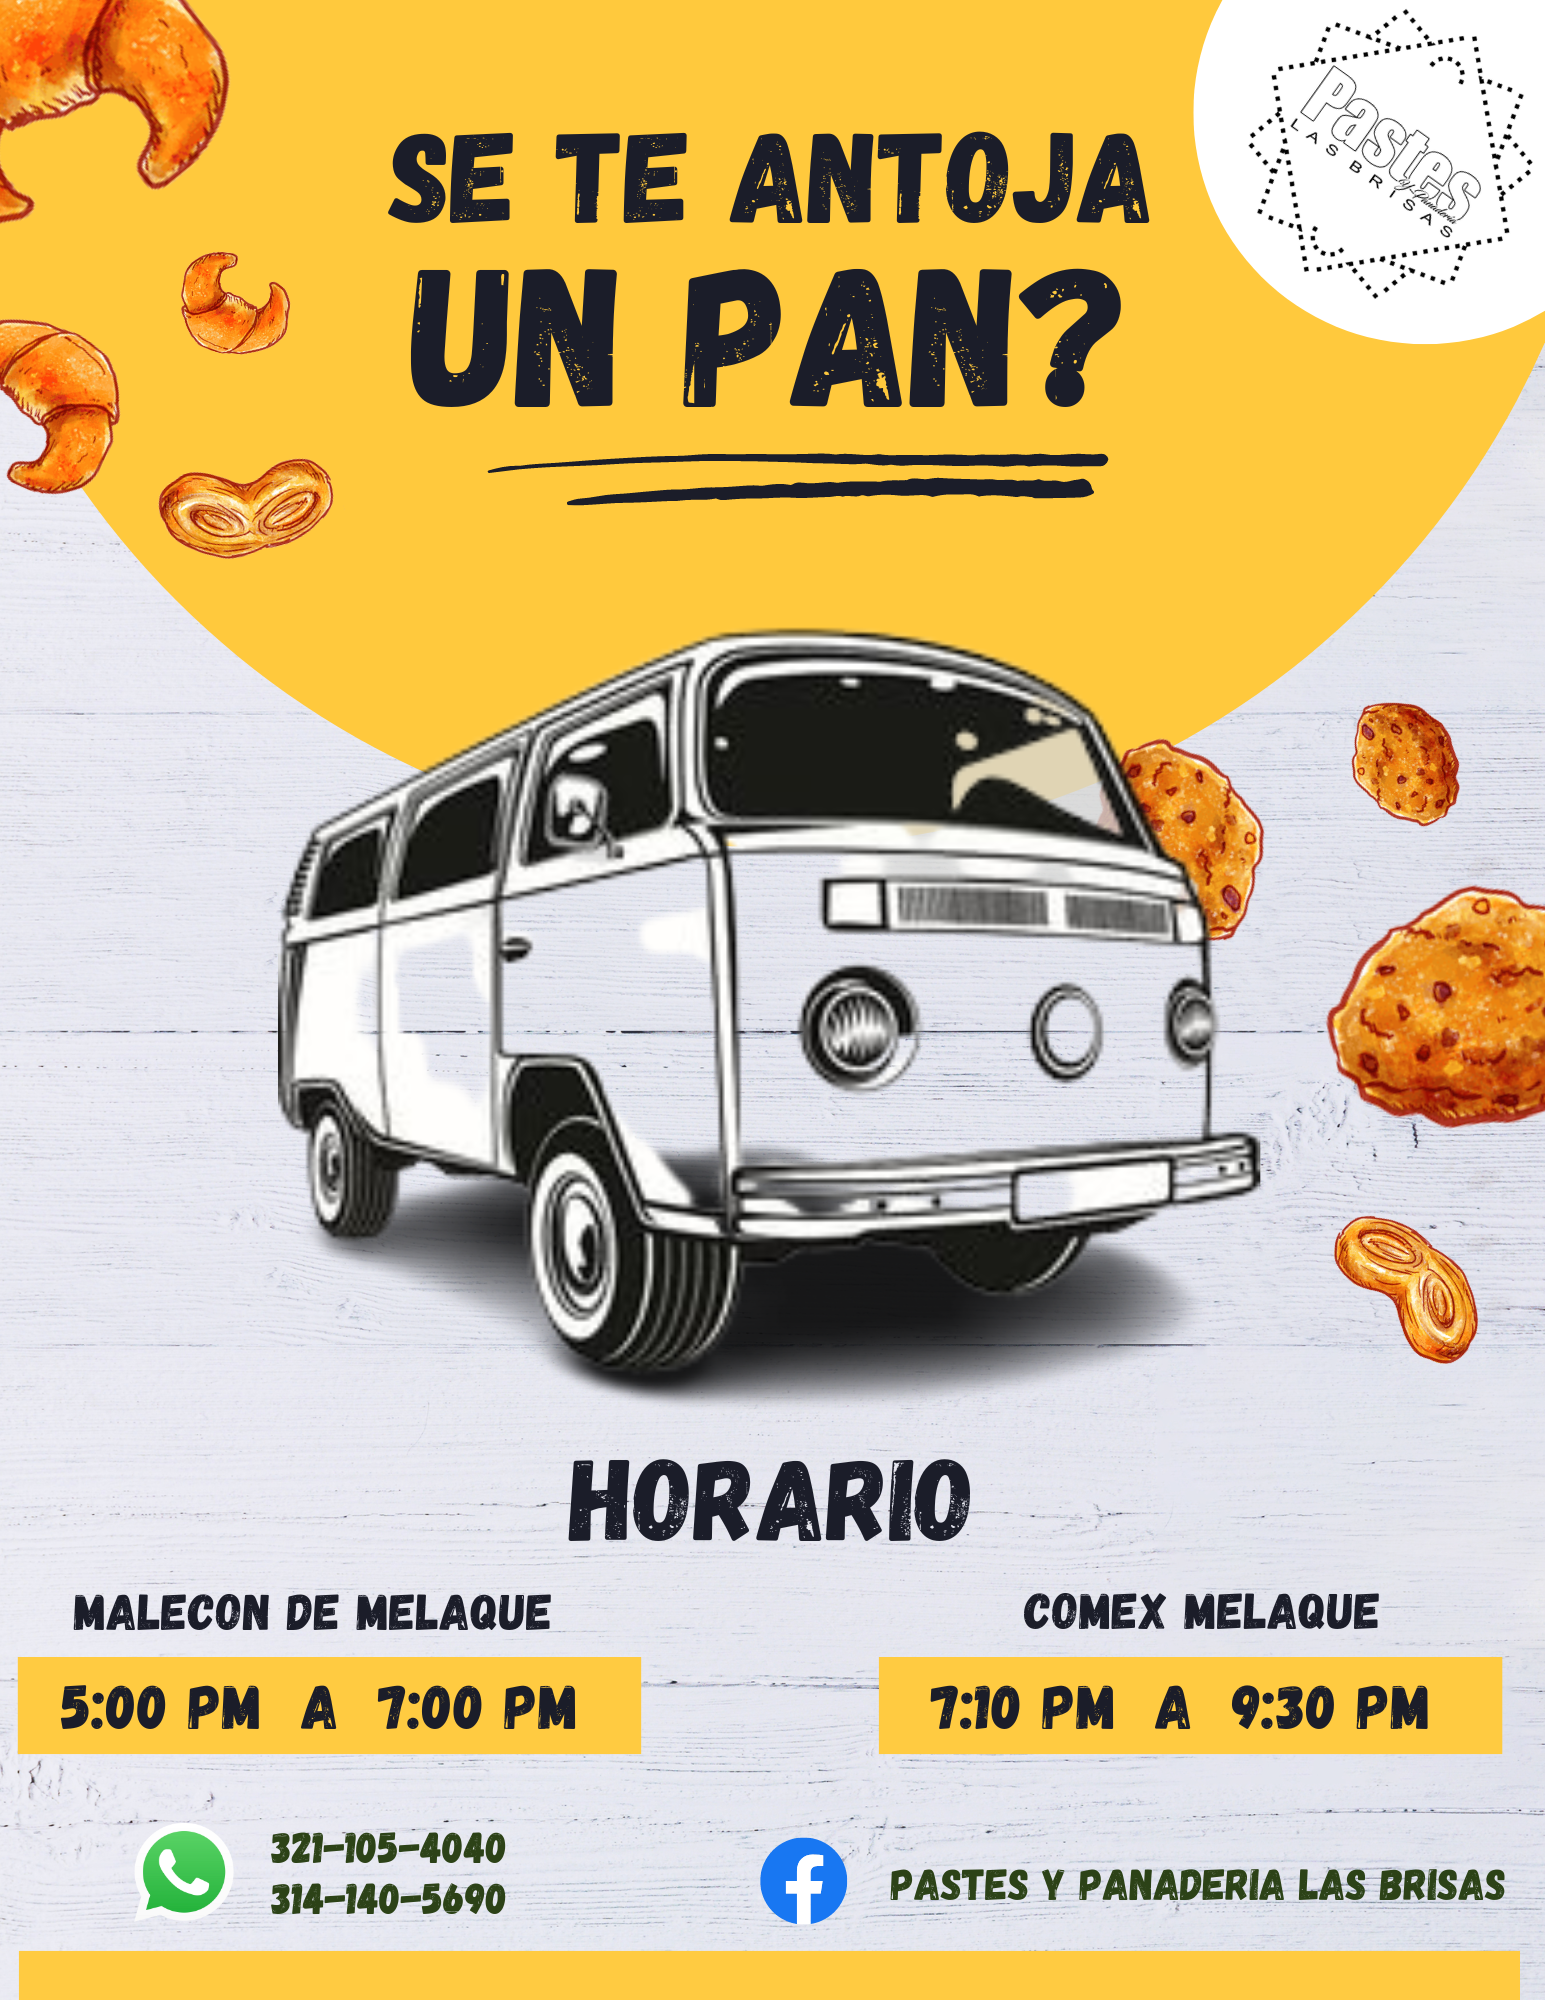 Pastes
y Panadería
LAS BRISAS
SE TE ANTOJA
UN PAN?
HORARIO
MALECON DE MELAQUE
5:00 PM A 7:00 PM
COMEX MELAQUE
7:10 PM A 9:30 PM
321-105-4040
314-140-5690
PASTES Y PANADERIA LAS BRISAS